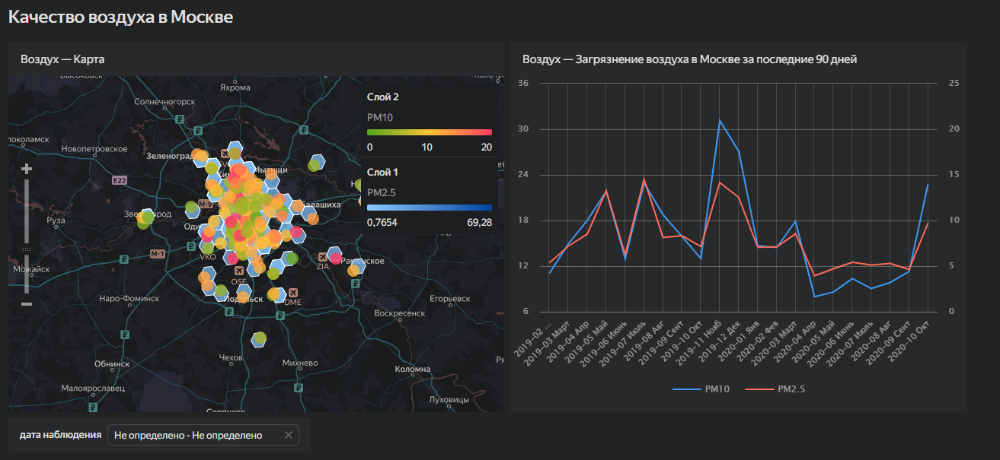 Качество воздуха в Москве
Воздух — Карта
Яхрома
Солнечногорск
Новопетровское
Зеленоград
Мытищи
E22
M-9
Балашиха
Руза
M-1
VKO
OSF
ZIA
Раменское
Можайск
DME
Наро-Фоминск
Егорьевск
Воскресенск
Чехов
Михнево
Обнинск
Коломна
Малоярославец
Луховицы
Серпухов
Слой 2
PM10
0 10 20
Слой 1
PM2.5
0,7654 69,28
Воздух — Загрязнение воздуха в Москве за последние 90 дней
36 25
30 20
24 15
18 10
12 5
6 0
2019-02 ...
2019-03 Март
2019-04 Апр
2019-05 Май
2019-06 Июнь
2019-07 Июль
2019-08 Авг
2019-09 Сент
2019-10 Окт
2019-11 Нояб
2019-12 Дек
2020-01 Янв
2020-02 Фев
2020-03 Март
2020-04 Апр
2020-05 Май
2020-06 Июнь
2020-07 Июль
2020-08 Авг
2020-09 Сент
2020-10 Окт
PM10 PM2.5
дата наблюдения Не определено - Не определено